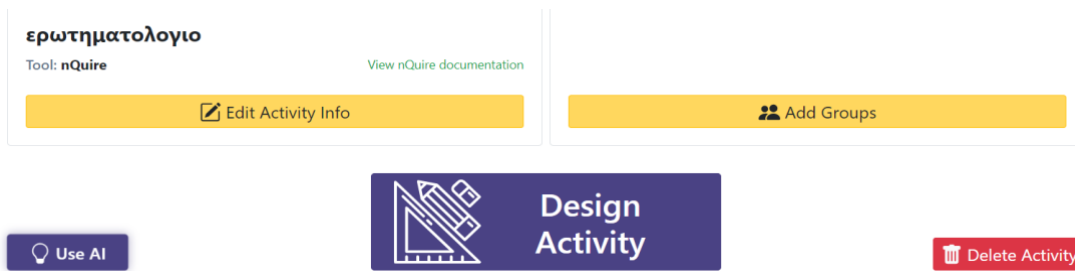 ερωτηματολογιο
Tool: nQuire
View nQuire documentation
Edit Activity Info
Add Groups
Design
Activity
Use AI
Delete Activity